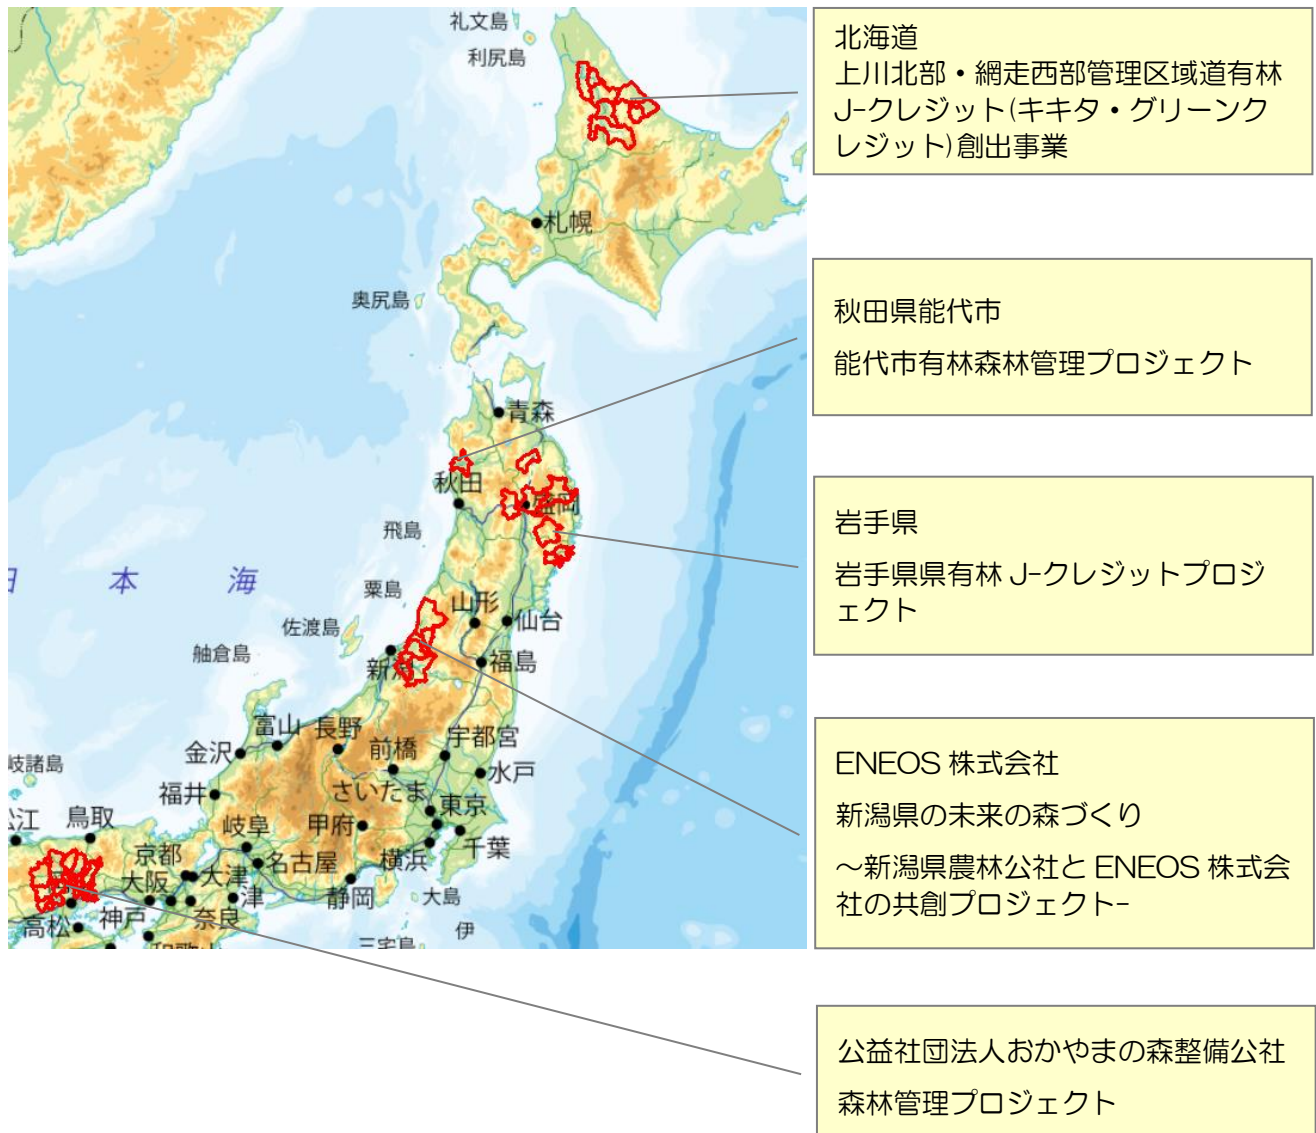 礼文島
利尻島
札幌
奥尻島
青森
秋田
盛岡
飛島
本海
粟島
山形
仙台
佐渡島
新潟
福島
舳倉島
富山
長野
金沢
前橋
宇都宮
岐諸島
水戸
福井
さいたま
東京
鳥取
岐阜
甲府
千葉
京都
横浜
大阪
大津
名古屋
津
静岡
大島
神戸
奈良
高松
伊
三宅島
北海道
上川北部・網走西部管理区域道有林
J-クレジット(キキタ・グリーンク
レジット)創出事業
秋田県能代市
能代市有林森林管理プロジェクト
岩手県
岩手県県有林 J-クレジットプロジ
ェクト
ENEOS 株式会社
新潟県の未来の森づくり
～新潟県農林公社と ENEOS 株式会
社の共創プロジェクト-
公益社団法人おかやまの森整備公社
森林管理プロジェクト